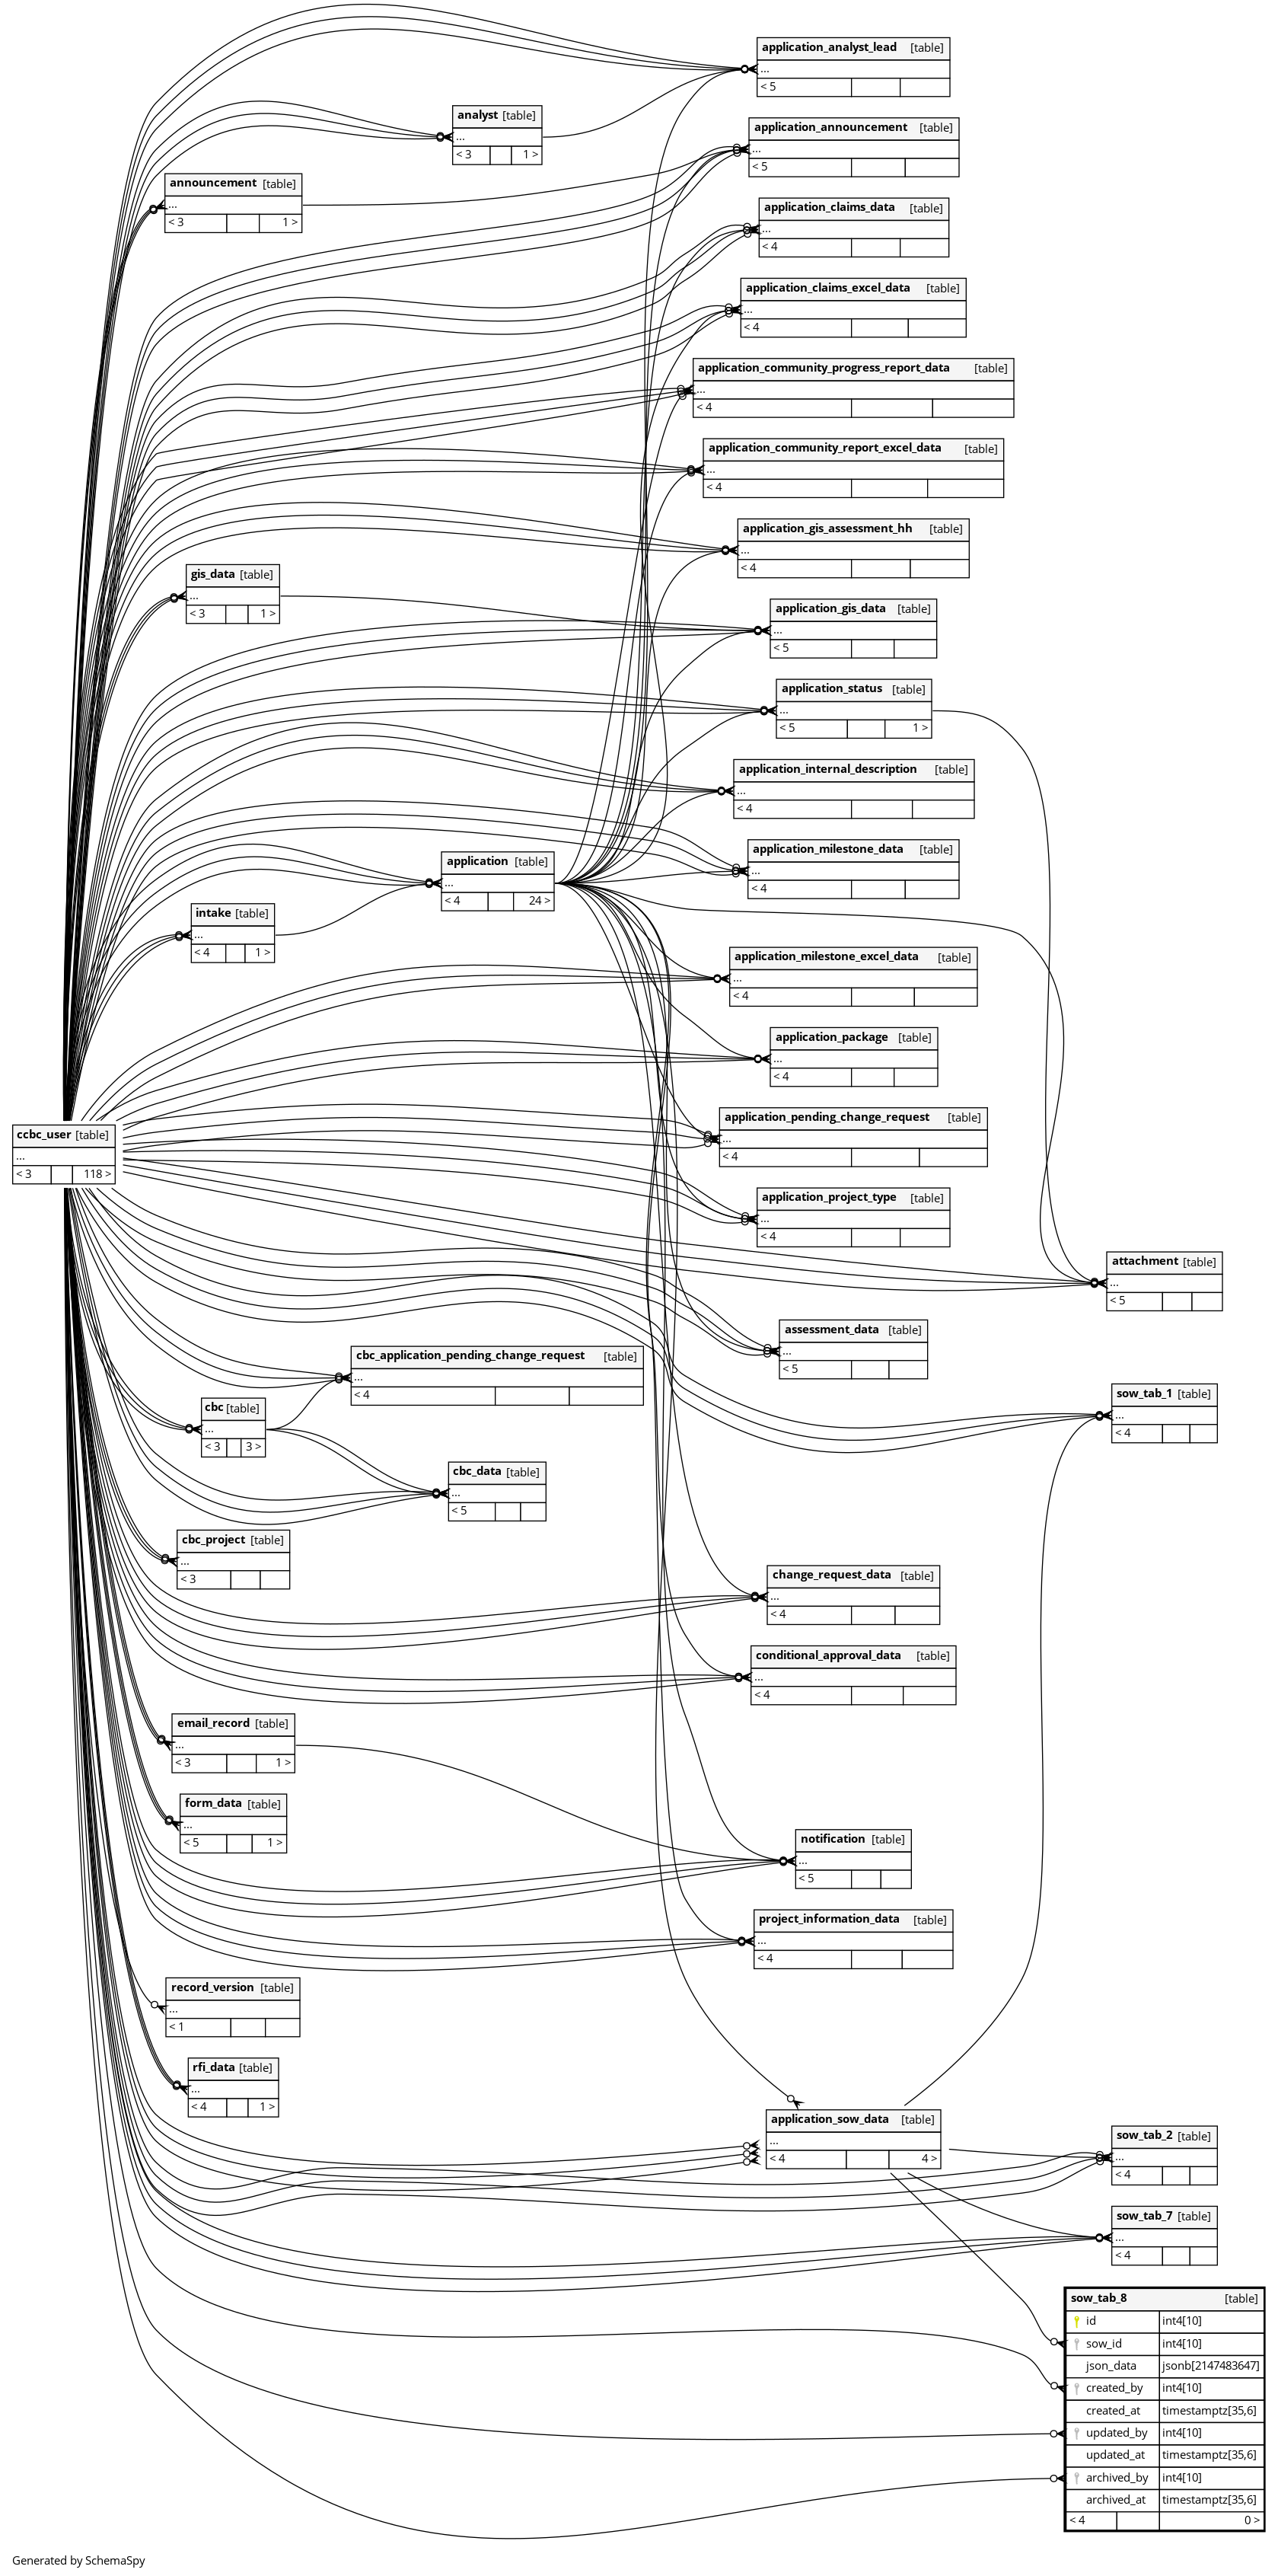 application_analyst_lead [table]
...
< 5
analyst [table]
...
< 3 1 >
application_announcement [table]
...
< 5
announcement [table]
...
< 3 1 >
application_claims_data [table]
...
< 4
application_claims_excel_data [table]
...
< 4
application_community_progress_report_data [table]
...
< 4
application_community_report_excel_data [table]
...
< 4
application_gis_assessment_hh [table]
...
< 4
gis_data [table]
...
< 3 1 >
application_gis_data [table]
...
< 5
application_status [table]
...
< 5 1 >
application_internal_description [table]
...
< 4
application_milestone_data [table]
...
< 4
application [table]
...
< 4 24 >
intake [table]
...
< 4 1 >
application_milestone_excel_data [table]
...
< 4
application_package [table]
...
< 4
application_pending_change_request [table]
...
< 4
ccbc_user [table]
...
< 3 118 >
application_project_type [table]
...
< 4
attachment [table]
...
< 5
assessment_data [table]
...
< 5
cbc_application_pending_change_request [table]
...
< 4
sow_tab_1 [table]
...
< 4
cbc [table]
...
< 3 3 >
cbc_data [table]
...
< 5
cbc_project [table]
...
< 3
change_request_data [table]
...
< 4
conditional_approval_data [table]
...
< 4
email_record [table]
...
< 3 1 >
form_data [table]
...
< 5 1 >
notification [table]
...
< 5
project_information_data [table]
...
< 4
record_version [table]
...
< 1
rfi_data [table]
...
< 4 1 >
application_sow_data [table]
...
< 4 4 >
sow_tab_2 [table]
...
< 4
sow_tab_7 [table]
...
< 4
sow_tab_8 [table]
id int4[10]
sow_id int4[10]
json_data jsonb[2147483647]
created_by int4[10]
created_at timestamptz[35,6]
updated_by int4[10]
updated_at timestamptz[35,6]
archived_by int4[10]
archived_at timestamptz[35,6]
< 4 0 >
Generated by SchemaSpy